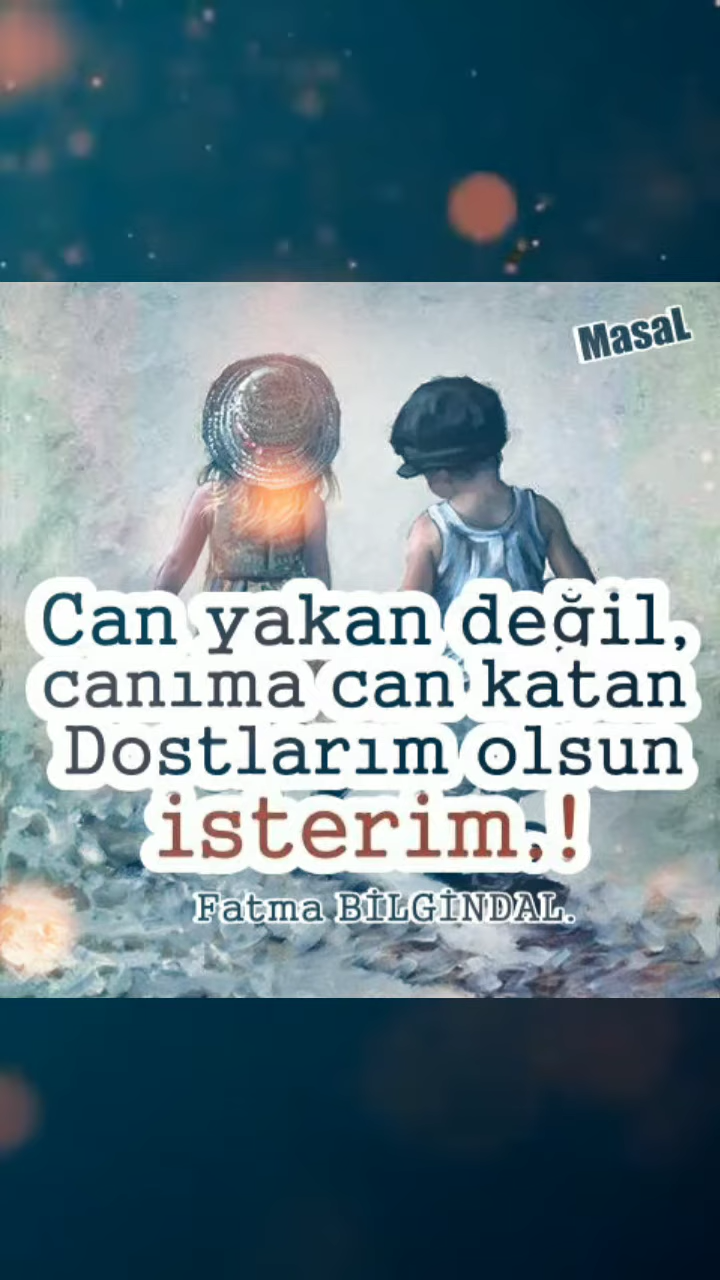 MasaL
Can yakan değil,
canıma can katan
Dostlarım olsun
isterim.!
Fatma BİLGİNDAL.